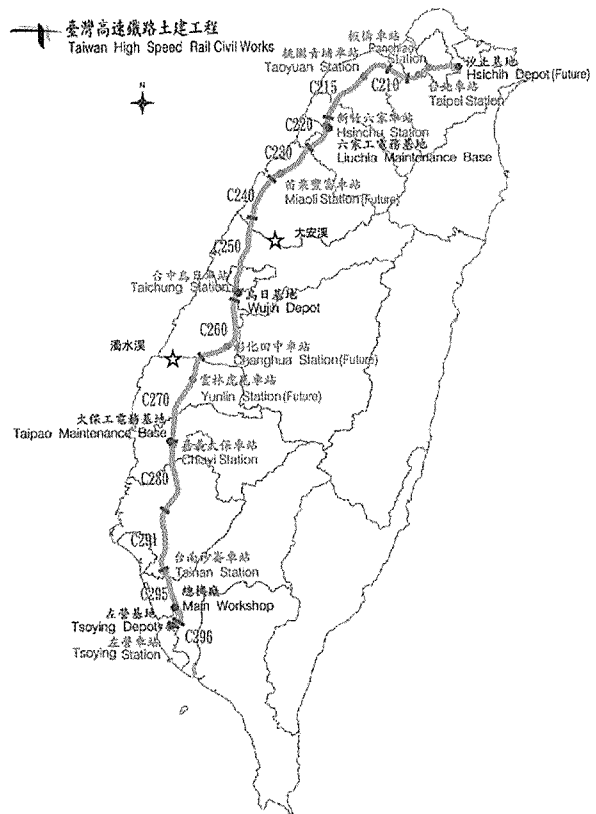 臺灣高速鐵路土建工程
Taiwan High Speed Rail Civil Works
板橋車站
Panchiao Station
桃園青埔車站
Taoyuan Station
汐止基地
Hsichih Depot (Future)
台北車站
Taipei Station
C210
C215
N
新竹六家車站
Hsinchu Station
C220
六家工電務基地
Liuchia Maintenance Base
C230
苗栗豐富車站
Miaoli Station (Future)
C240
大安溪
C250
台中烏日車站
Taichung Station
烏日基地
Wujih Depot
C260
彰化田中車站
Changhua Station (Future)
濁水溪
雲林虎尾車站
Yunlin Station (Future)
C270
太保工電務基地
Taipao Maintenance Base
嘉義太保車站
Chiayi Station
C280
C291
台南沙崙車站
Tainan Station
C295
總機廠
Main Workshop
左營基地
Tsoying Depot
C296
左營車站
Tsoying Station